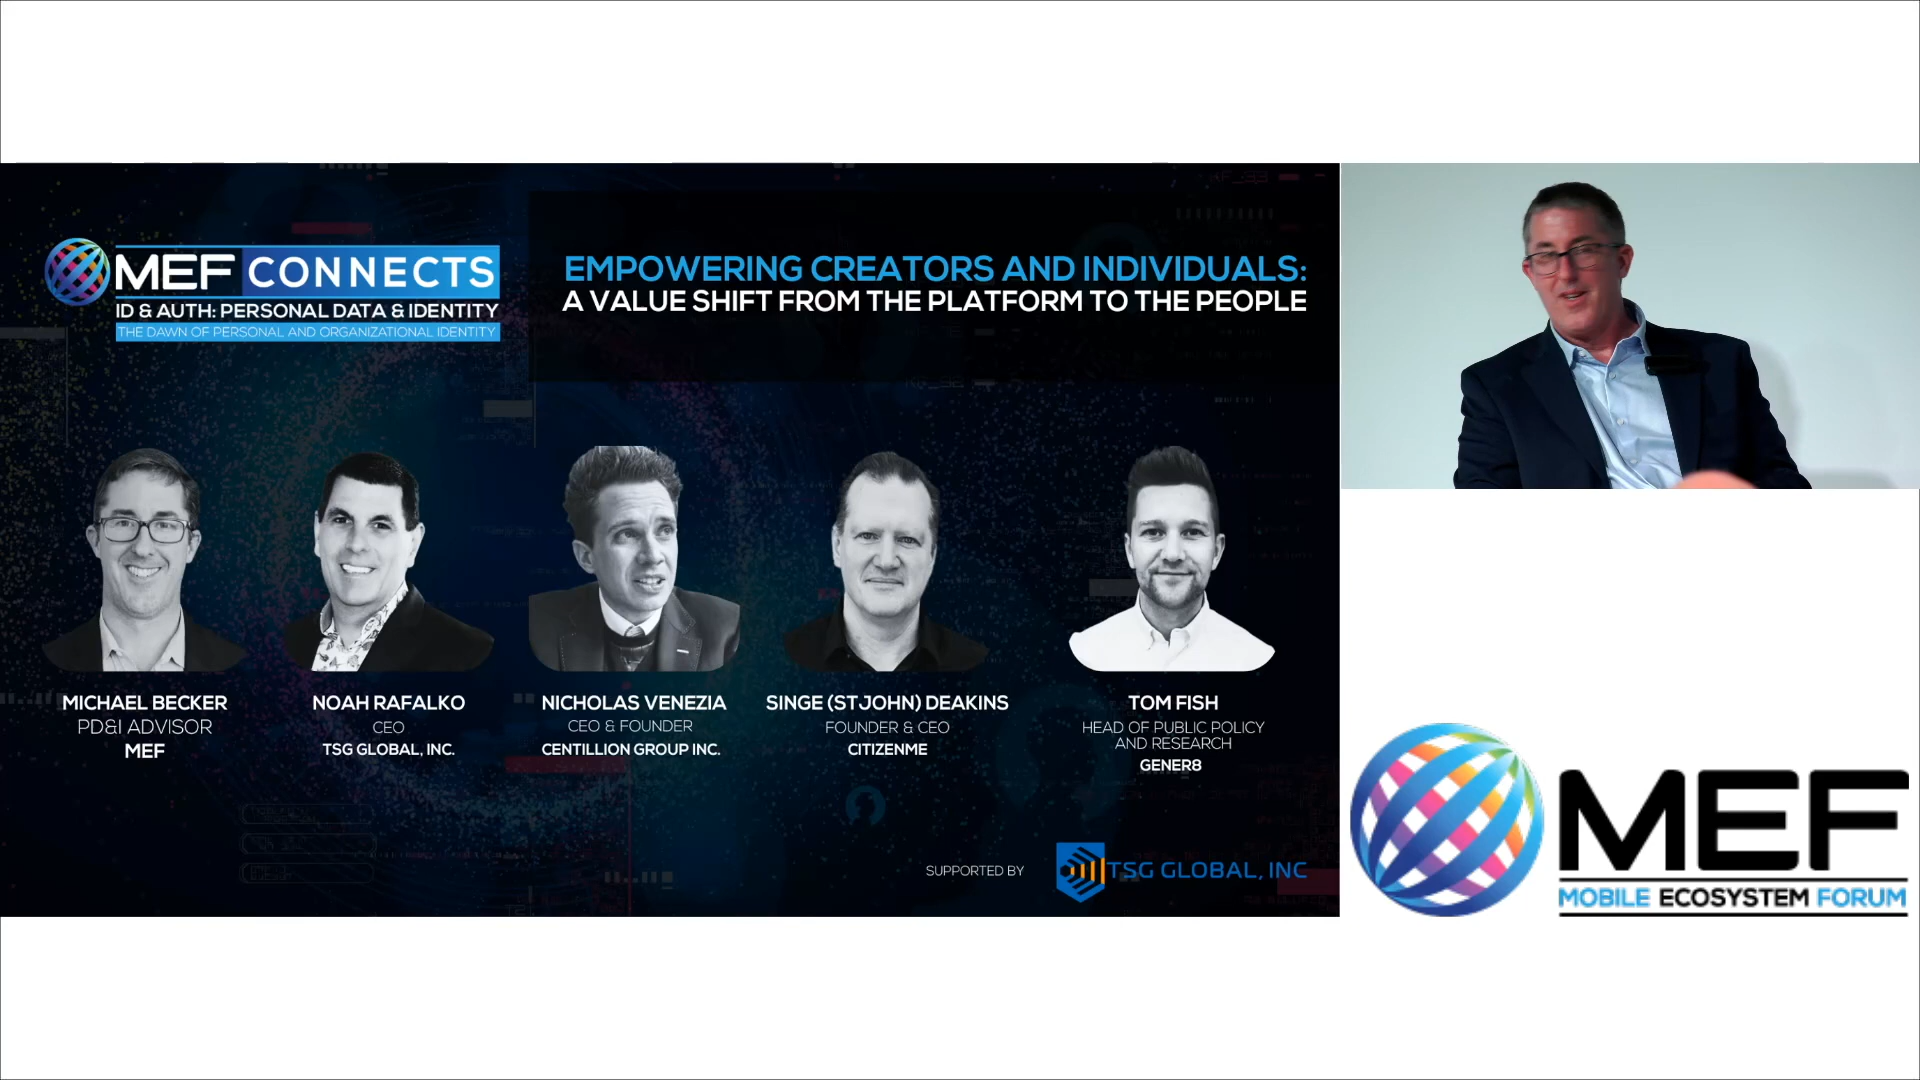 MEF CONNECTS
ID & AUTH: PERSONAL DATA & IDENTITY
THE DAWN OF PERSONAL AND ORGANIZATIONAL IDENTITY
EMPOWERING CREATORS AND INDIVIDUALS:
A VALUE SHIFT FROM THE PLATFORM TO THE PEOPLE
MICHAEL BECKER
PD&I ADVISOR
MEF
NOAH RAFALKO
CEO
TSG GLOBAL, INC.
NICHOLAS VENEZIA
CEO & FOUNDER
CENTILLION GROUP INC.
SINGE (STJOHN) DEAKINS
FOUNDER & CEO
CITIZENME
TOM FISH
HEAD OF PUBLIC POLICY
AND RESEARCH
GENER8
SUPPORTED BY
TSG GLOBAL, INC
MEF
MOBILE ECOSYSTEM FORUM